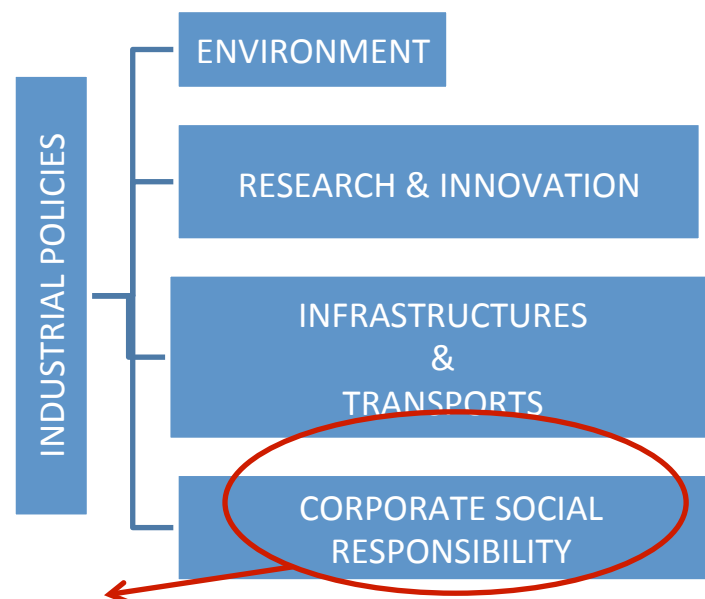 INDUSTRIAL POLICIES
ENVIRONMENT
RESEARCH & INNOVATION
INFRASTRUCTURES
&
TRANSPORTS
CORPORATE SOCIAL
RESPONSIBILITY